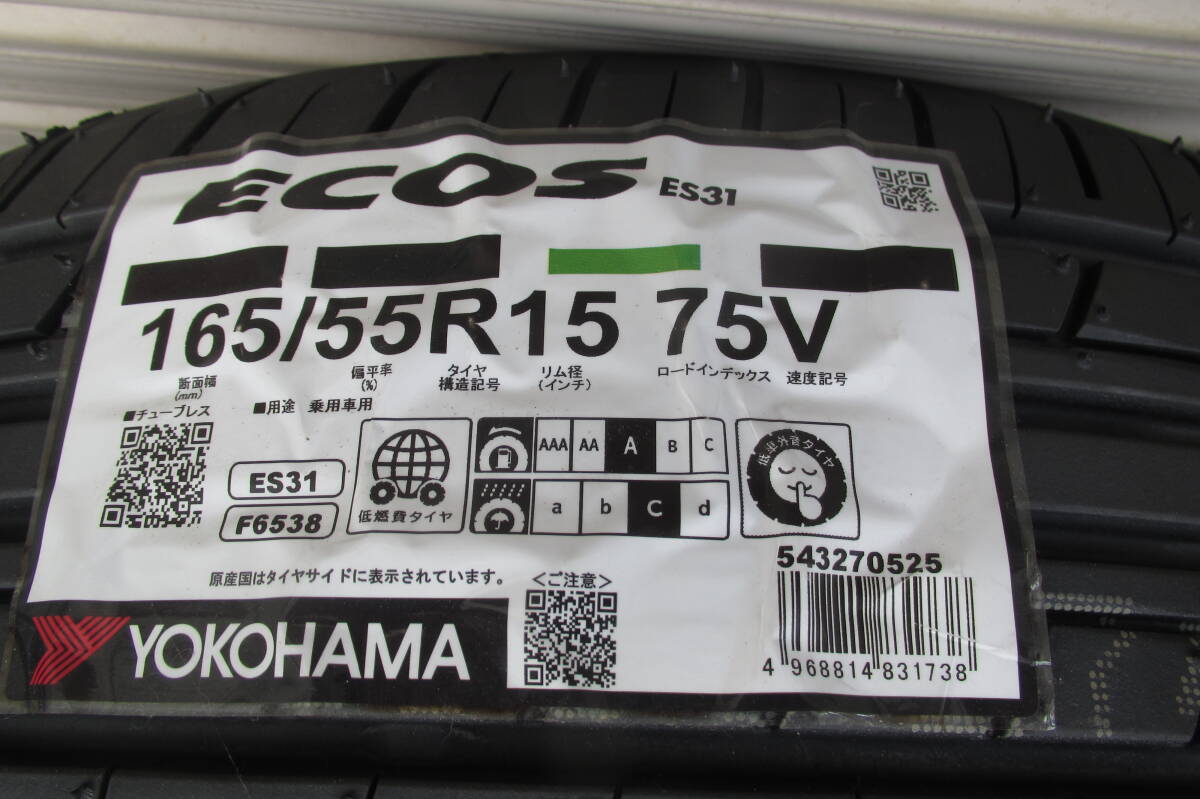 ECOS ES31
165/55R15 75V
断面幅 (mm) 偏平率 (%) タイヤ構造記号 リム径 (インチ) ロードインデックス 速度記号
■チューブレス ■用途 乗用車用
AAA AA A B C
低車外音タイヤ
ES31
a b c d
F6538
低燃費タイヤ
543270525
原産国はタイヤサイドに表示されています。 <ご注意>
YOKOHAMA
4 968814 831738